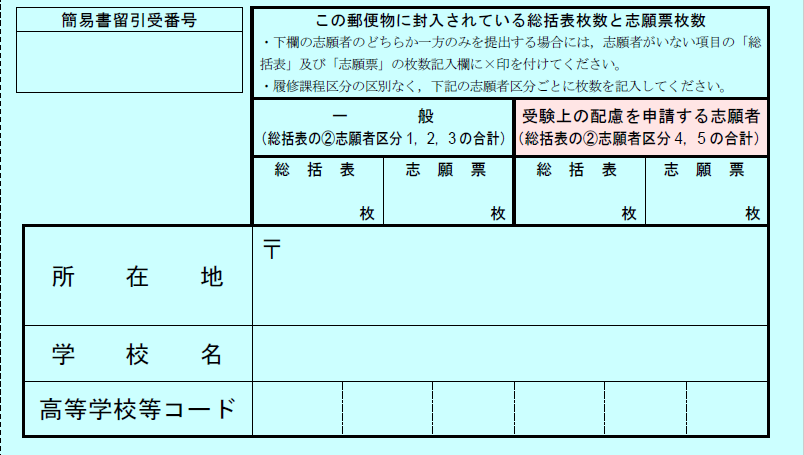 簡易書留引受番号
この郵便物に封入されている総括表枚数と志願票枚数
・下欄の志願者のどちらか一方のみを提出する場合には，志願者がいない項目の「総
括表」及び「志願票」の枚数記入欄に×印を付けてください。
・履修課程区分の区別なく，下記の志願者区分ごとに枚数を記入してください。
一　般
（総括表の②志願者区分1，2，3の合計）
受験上の配慮を申請する志願者
（総括表の②志願者区分4，5の合計）
総　括　表
志　願　票
総　括　表
志　願　票
枚
枚
枚
枚
所　在　地
〒
学　校　名
高等学校等コード